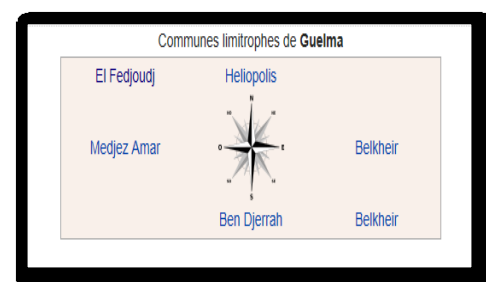 Communes limitrophes de Guelma
El Fedjoudj Heliopolis
N
Medjez Amar O E Belkheir
S
Ben Djerrah Belkheir